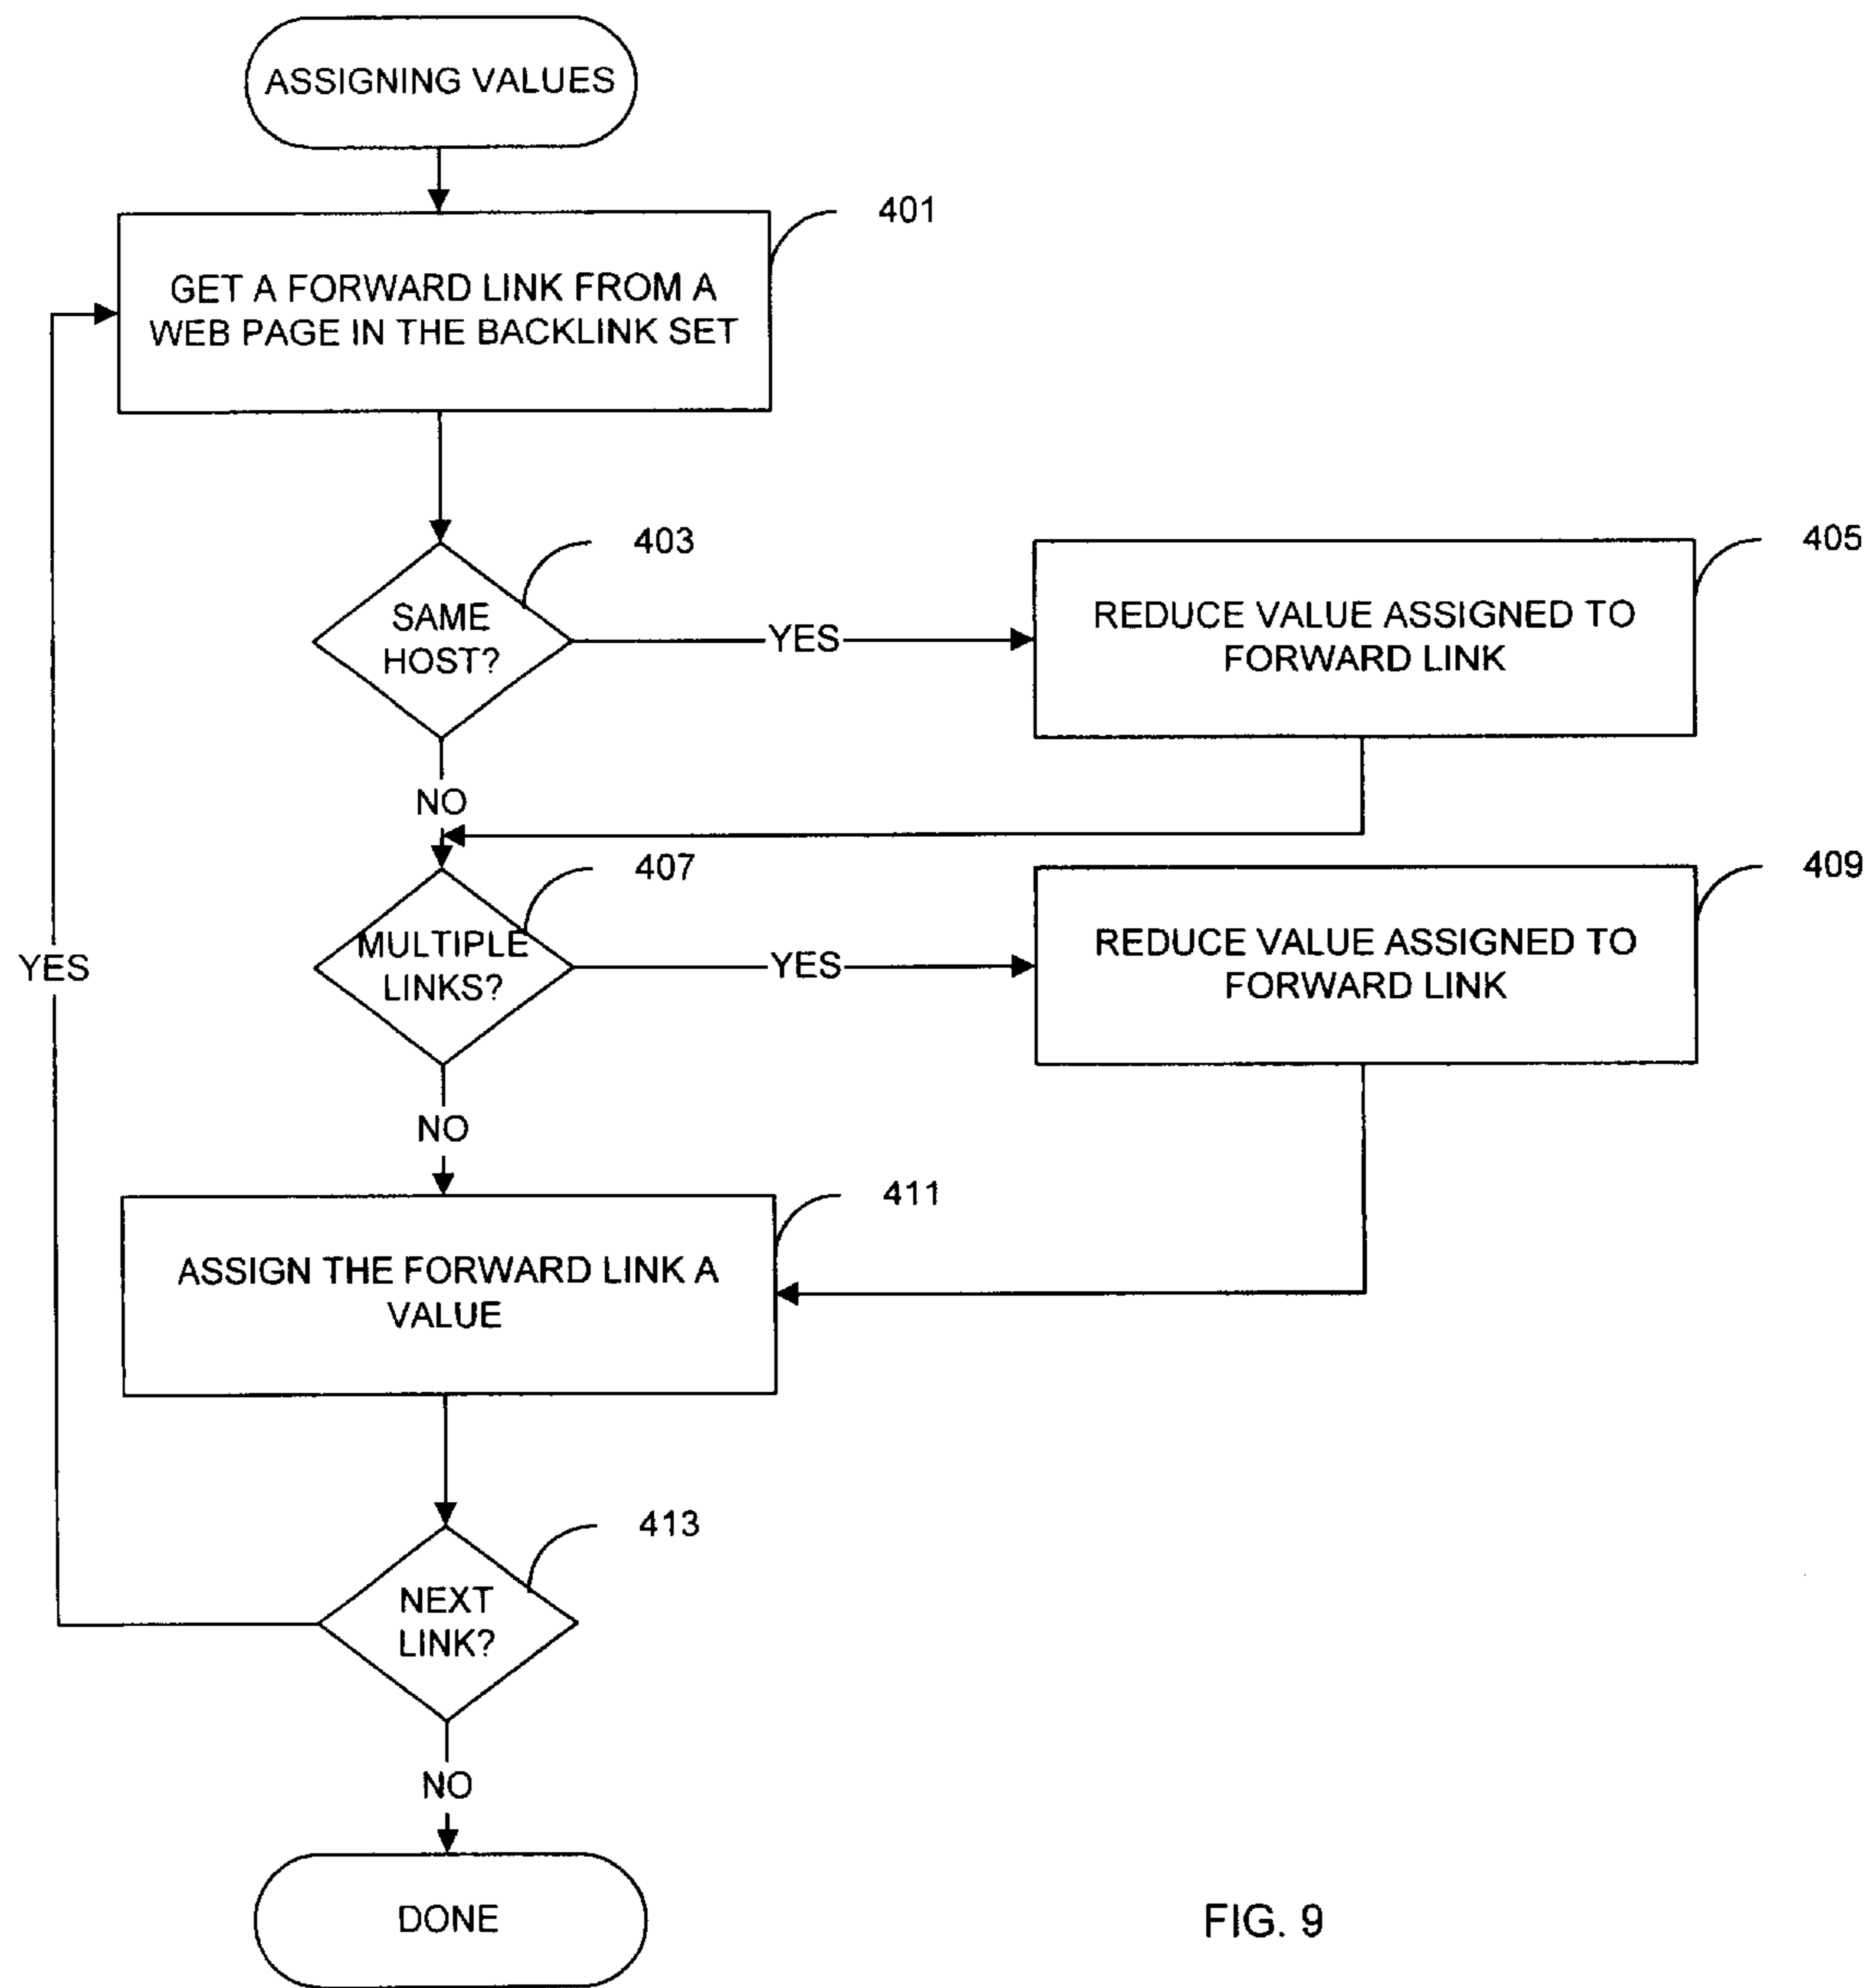 ASSIGNING VALUES
401
GET A FORWARD LINK FROM A
WEB PAGE IN THE BACKLINK SET
403
SAME
HOST?
YES
405
REDUCE VALUE ASSIGNED TO
FORWARD LINK
NO
407
MULTIPLE
LINKS?
YES
409
REDUCE VALUE ASSIGNED TO
FORWARD LINK
YES
NO
411
ASSIGN THE FORWARD LINK A
VALUE
413
NEXT
LINK?
NO
DONE
FIG. 9